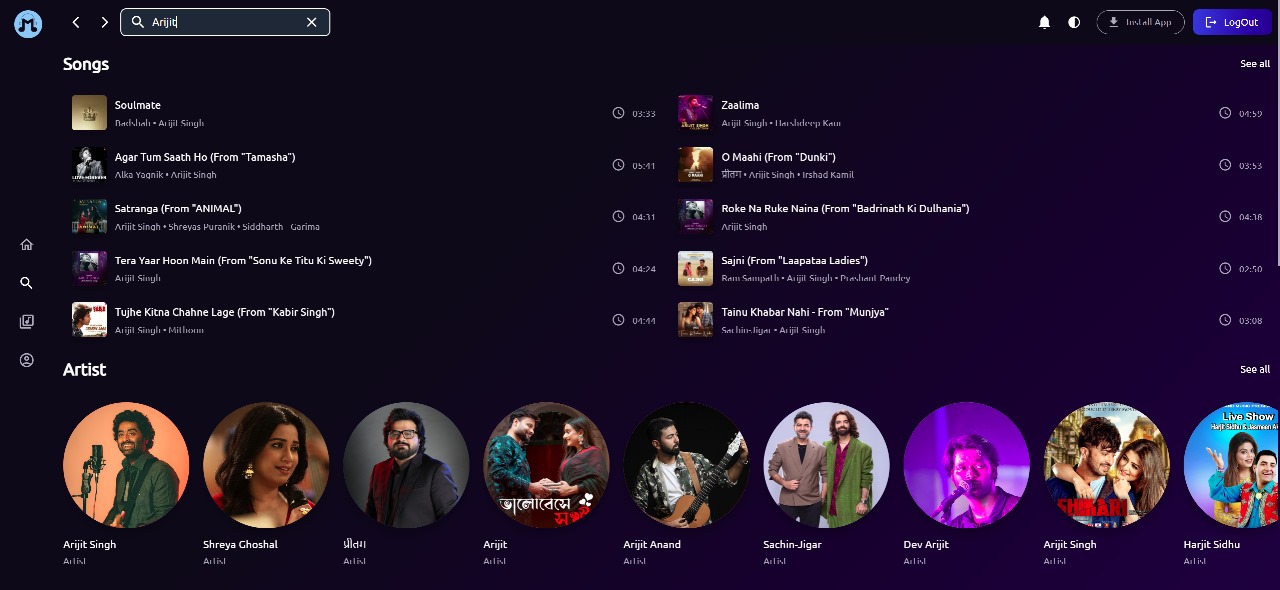 Arijit
Install App
LogOut
Songs
See all
Soulmate
Badshah • Arijit Singh
03:33
Zaalima
Arijit Singh • Harshdeep Kaur
04:59
Agar Tum Saath Ho (From "Tamasha")
Alka Yagnik • Arijit Singh
05:41
O Maahi (From "Dunki")
प्रीतम • Arijit Singh • Irshad Kamil
03:53
Satranga (From "ANIMAL")
Arijit Singh • Shreyas Puranik • Siddharth - Garima
04:31
Roke Na Ruke Naina (From "Badrinath Ki Dulhania")
Arijit Singh
04:38
Tera Yaar Hoon Main (From "Sonu Ke Titu Ki Sweety")
Arijit Singh
04:24
Sajni (From "Laapataa Ladies")
Ram Sampath • Arijit Singh • Prashant Pandey
02:50
Tujhe Kitna Chahne Lage (From "Kabir Singh")
Arijit Singh • Mithoon
04:44
Tainu Khabar Nahi - From "Munjya"
Sachin-Jigar • Arijit Singh
03:08
Artist
See all
ভালোবেসে
SHIKARI
Live Show
Harjit Sidhu & Jasmeen A
Arijit Singh
Artist
Shreya Ghoshal
Artist
प्रीतम
Artist
Arijit
Artist
Arijit Anand
Artist
Sachin-Jigar
Artist
Dev Arijit
Artist
Arijit Singh
Artist
Harjit Sidhu
Artist